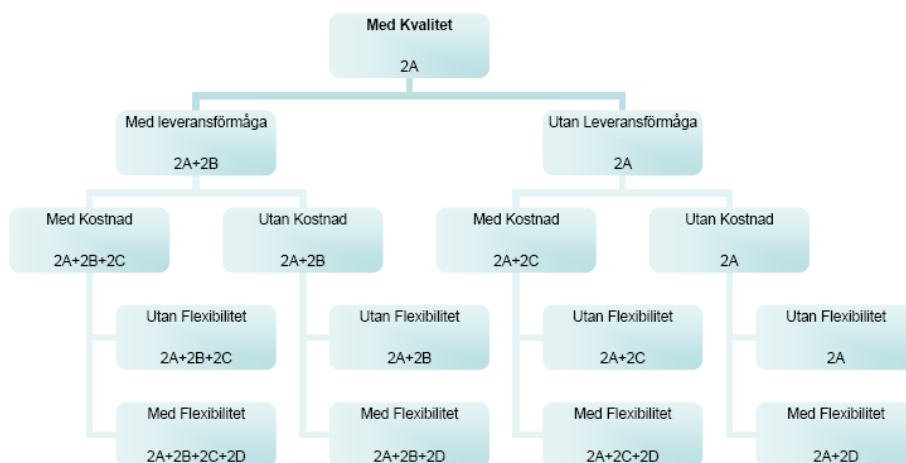 Med Kvalitet
2A
Med leveransförmåga
2A+2B
Utan Leveransförmåga
2A
Med Kostnad
2A+2B+2C
Utan Kostnad
2A+2B
Med Kostnad
2A+2C
Utan Kostnad
2A
Utan Flexibilitet
2A+2B+2C
Utan Flexibilitet
2A+2B
Utan Flexibilitet
2A+2C
Utan Flexibilitet
2A
Med Flexibilitet
2A+2B+2C+2D
Med Flexibilitet
2A+2B+2D
Med Flexibilitet
2A+2C+2D
Med Flexibilitet
2A+2D